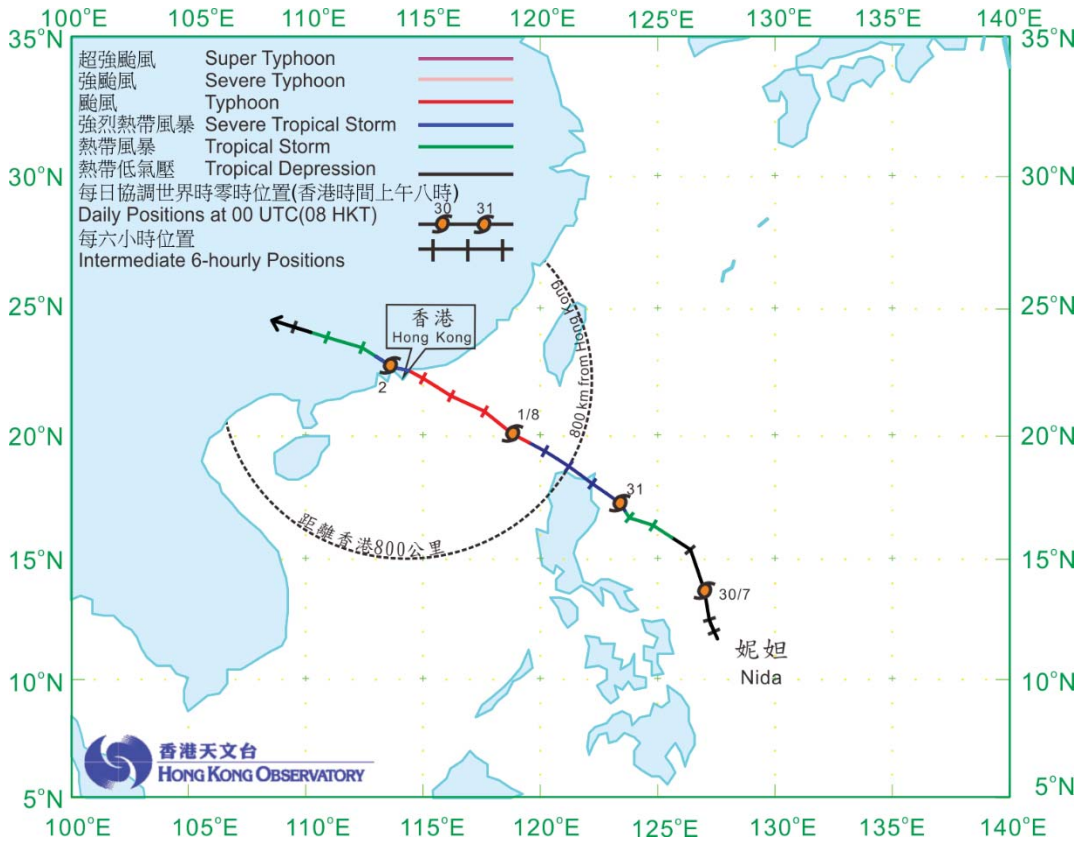 100°E 105°E 110°E 115°E 120°E 125°E 130°E 135°E 140°E
35°N 35°N
超強颱風 Super Typhoon
強颱風 Severe Typhoon
颱風 Typhoon
強烈熱帶風暴 Severe Tropical Storm
熱帶風暴 Tropical Storm
熱帶低氣壓 Tropical Depression
每日協調世界時零時位置(香港時間上午八時)
Daily Positions at 00 UTC(08 HKT)
30 31
每六小時位置
Intermediate 6-hourly Positions
30°N 30°N
25°N 25°N
香港
Hong Kong
800 km from Hong Kong
2
1/8
20°N 20°N
31
距離香港800公里
15°N 15°N
30/7
妮妲
Nida
10°N 10°N
香港天文台
HONG KONG OBSERVATORY
5°N 5°N
100°E 105°E 110°E 115°E 120°E 125°E 130°E 135°E 140°E